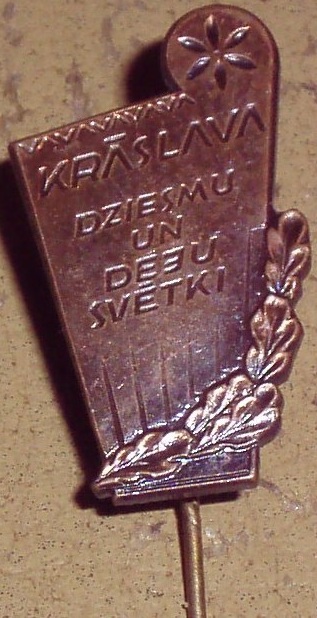 KRĀSLAVA
DZIESMU
UN
DEJU
SVĒTKI